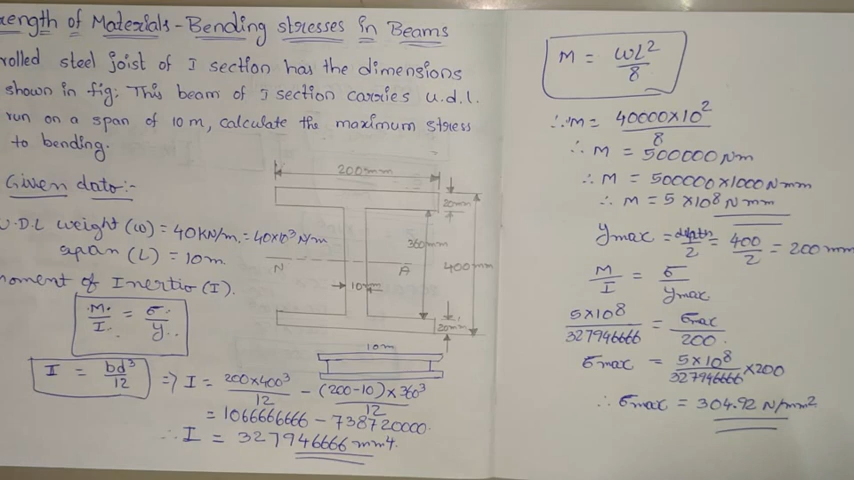 rength of Materials - Bending stresses in Beams
rolled steel joist of I section has the dimensions
shown in fig: This beam of I section carries u.d.l.
run on a span of 10 m, calculate the maximum stress
to bending.
Given data:-
U.D.L weight (ω) = 40KN/m. = 40×10³ N/m
span (L) = 10m.
moment of Inertia (I).
M/I = σ/y
I = bd³/12 ⇒ I = 200×400³/12 - (200-10)×360³/12
= 1066666666 - 738720000.
∴ I = 327946666 mm4.
200mm
20mm
360mm
400mm
N A
10mm
20mm
10m
M = ωL²/8
∴ M = 40000×10²/8
∴ M = 500000 Nm
∴ M = 500000×1000 N mm
∴ M = 5×10⁸ N mm
ymax = depth/2 = 400/2 = 200 mm
M/I = σ/ymax
5×10⁸/327946666 = σmax/200.
σmax = 5×10⁸/327946666 ×200
∴ σmax = 304.92 N/mm²